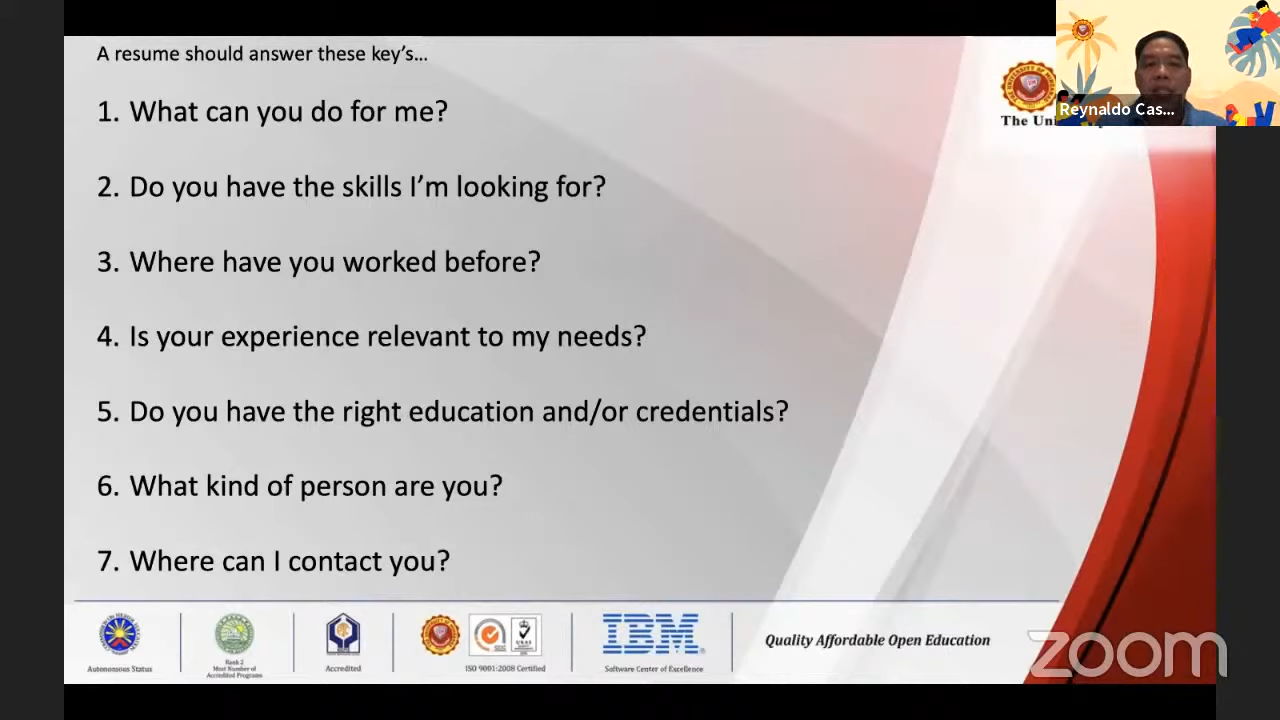 A resume should answer these key's...
1. What can you do for me?
2. Do you have the skills I'm looking for?
3. Where have you worked before?
4. Is your experience relevant to my needs?
5. Do you have the right education and/or credentials?
6. What kind of person are you?
7. Where can I contact you?
Reynaldo Cas...
The
Autonomous Status
Rank 2
Most Number of
Accredited Programs
Accredited
ISO 9001:2008 Certified
IBM
Software Center of Excellence
Quality Affordable Open Education
zoom